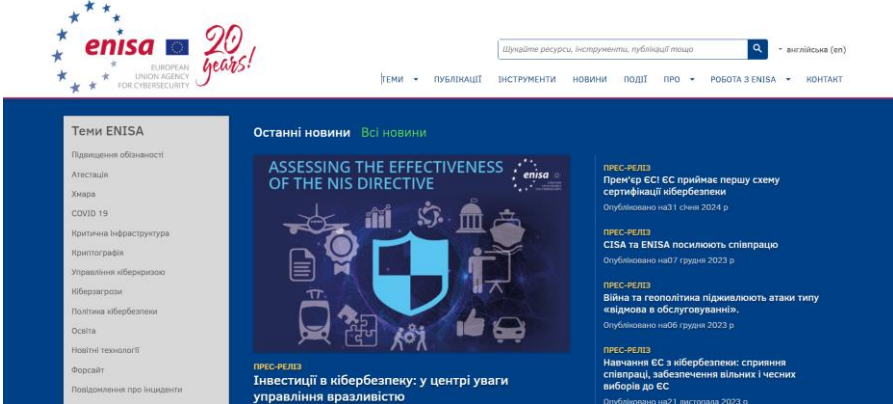 enisa
20 years!
EUROPEAN
UNION AGENCY
FOR CYBERSECURITY
Шукайте ресурси, інструменти, публікації тощо
англійська (en)
ТЕМИ ПУБЛІКАЦІЇ ІНСТРУМЕНТИ НОВИНИ ПОДІЇ ПРО РОБОТА З ENISA КОНТАКТ
Теми ENISA
Підвищення обізнаності
Атестація
Хмара
COVID 19
Критична інфраструктура
Криптографія
Управління кіберкризою
Кіберзагрози
Політика кібербезпеки
Освіта
Новітні технології
Форсайт
Повідомлення про інциденти
Останні новини Всі новини
ASSESSING THE EFFECTIVENESS
OF THE NIS DIRECTIVE
enisa
ПРЕС-РЕЛІЗ
Інвестиції в кібербезпеку: у центрі уваги
управління вразливістю
ПРЕС-РЕЛІЗ
Прем'єр ЄС! ЄС приймає першу схему
сертифікації кібербезпеки
Опубліковано на31 січня 2024 р
ПРЕС-РЕЛІЗ
CISA та ENISA посилюють співпрацю
Опубліковано на07 грудня 2023 р
ПРЕС-РЕЛІЗ
Війна та геополітика підживлюють атаки типу
«відмова в обслуговуванні».
Опубліковано на06 грудня 2023 р
ПРЕС-РЕЛІЗ
Навчання ЄС з кібербезпеки: сприяння
співпраці, забезпечення вільних і чесних
виборів до ЄС
Опубліковано на21 листопада 2023 р